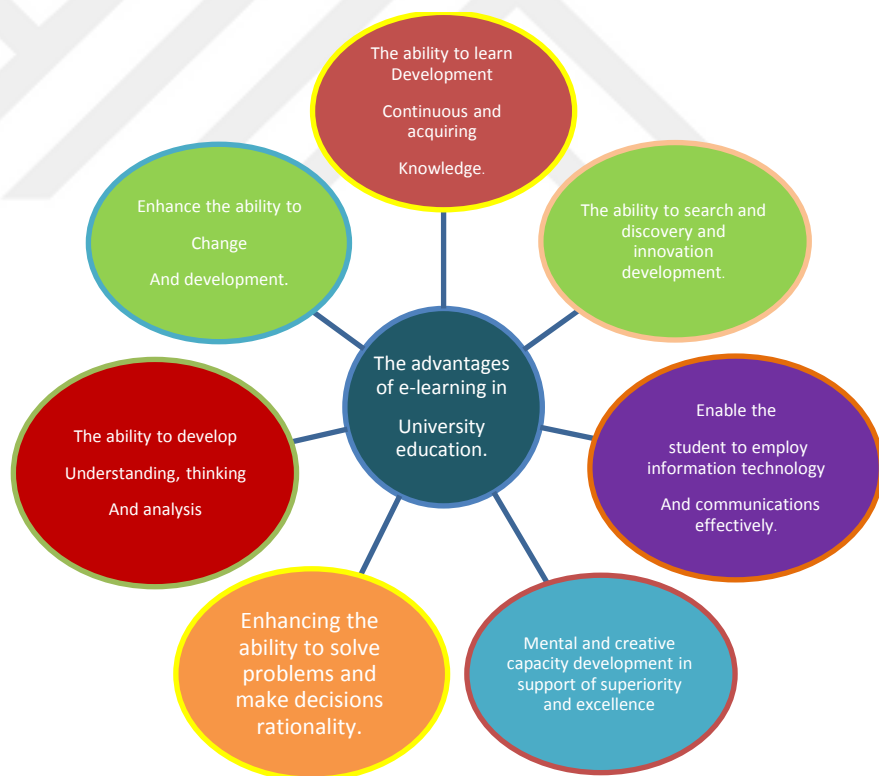 The ability to learn
Development
Continuous and
acquiring
Knowledge.
The ability to search and
discovery and
innovation
development.
Enable the
student to employ
information technology
And communications
effectively.
Mental and creative
capacity development in
support of superiority
and excellence
Enhancing the
ability to solve
problems and
make decisions
rationality.
The ability to develop
Understanding, thinking
And analysis
Enhance the ability to
Change
And development.
The advantages
of e-learning in
University
education.